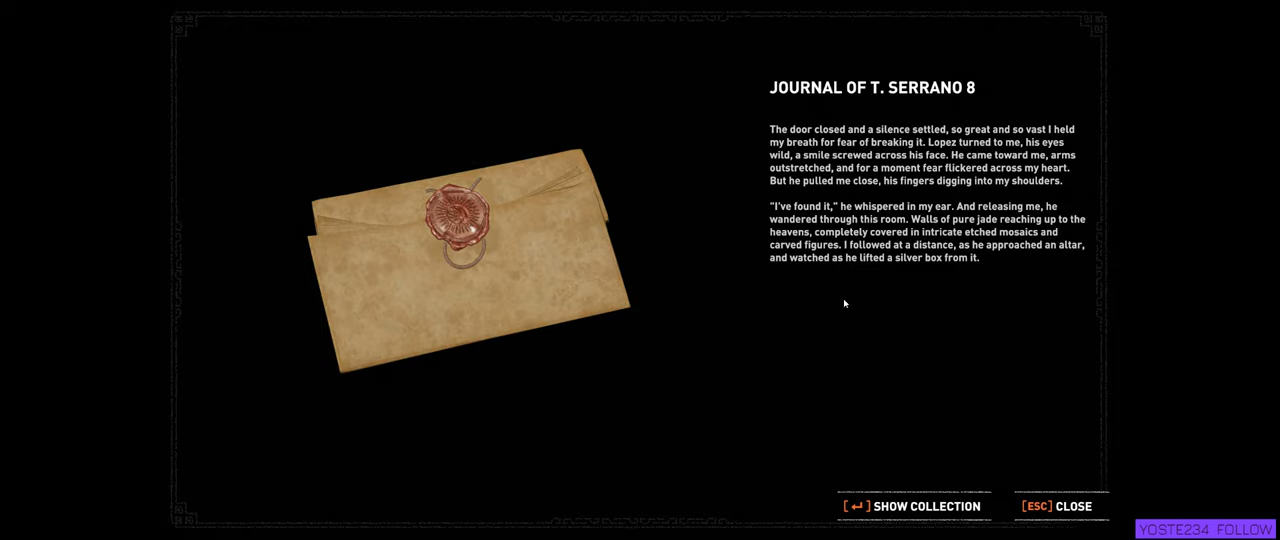 JOURNAL OF T. SERRANO 8
The door closed and a silence settled, so great and so vast I held
my breath for fear of breaking it. Lopez turned to me, his eyes
wild, a smile screwed across his face. He came toward me, arms
outstretched, and for a moment fear flickered across my heart.
But he pulled me close, his fingers digging into my shoulders.
"I've found it," he whispered in my ear. And releasing me, he
wandered through this room. Walls of pure jade reaching up to the
heavens, completely covered in intricate etched mosaics and
carved figures. I followed at a distance, as he approached an altar,
and watched as he lifted a silver box from it.
[↵] SHOW COLLECTION
[ESC] CLOSE
YOSTE234 FOLLOW